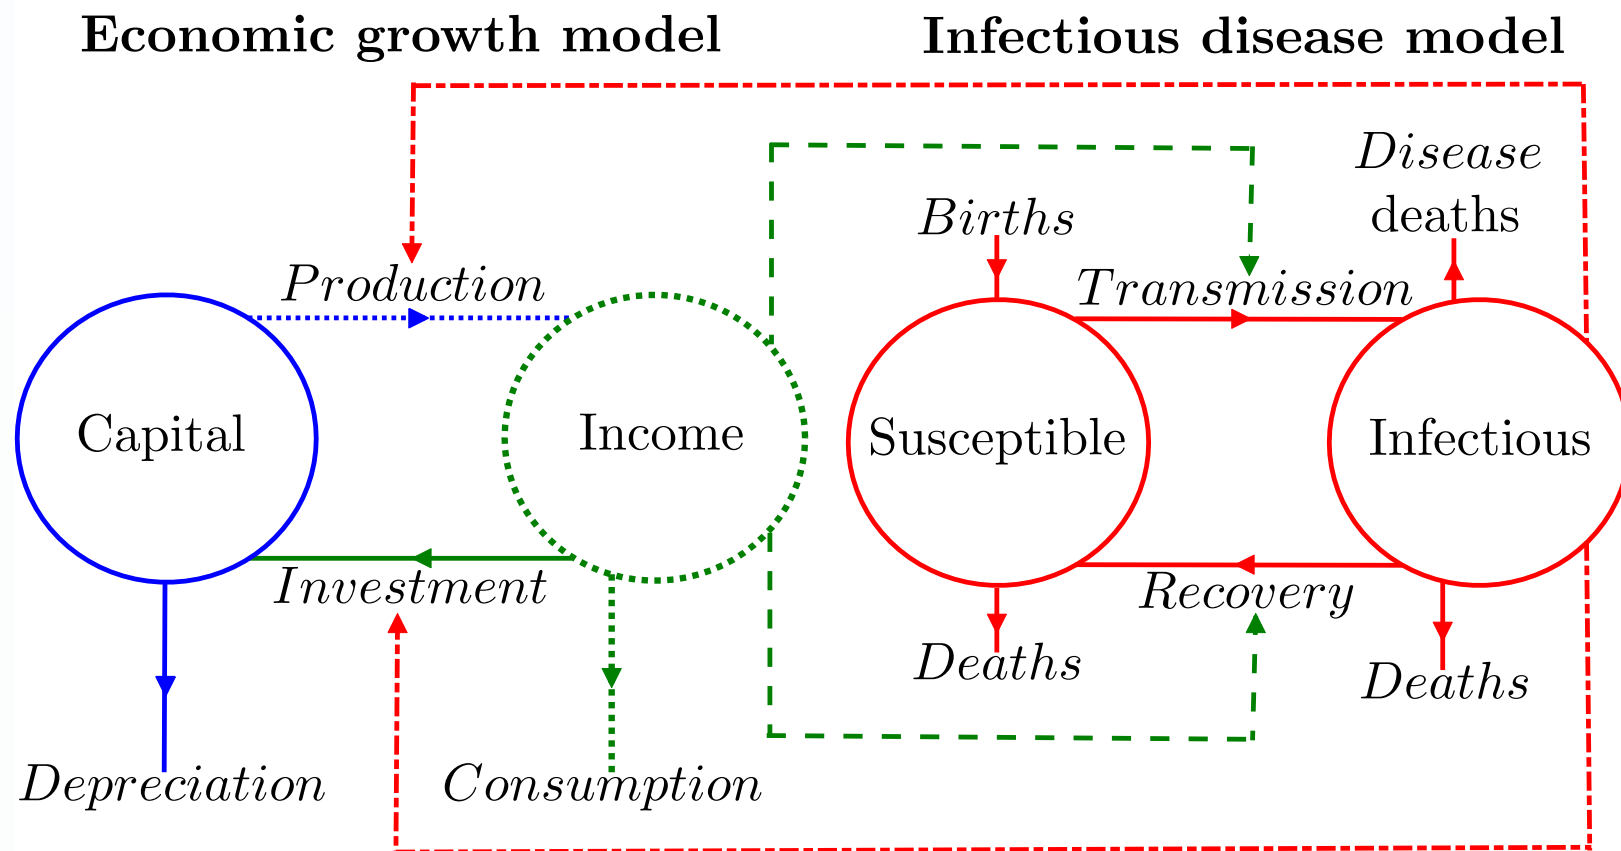 Economic growth model
Infectious disease model
Disease
deaths
Births
Production
Transmission
Capital
Income
Susceptible
Infectious
Investment
Recovery
Deaths
Deaths
Depreciation
Consumption